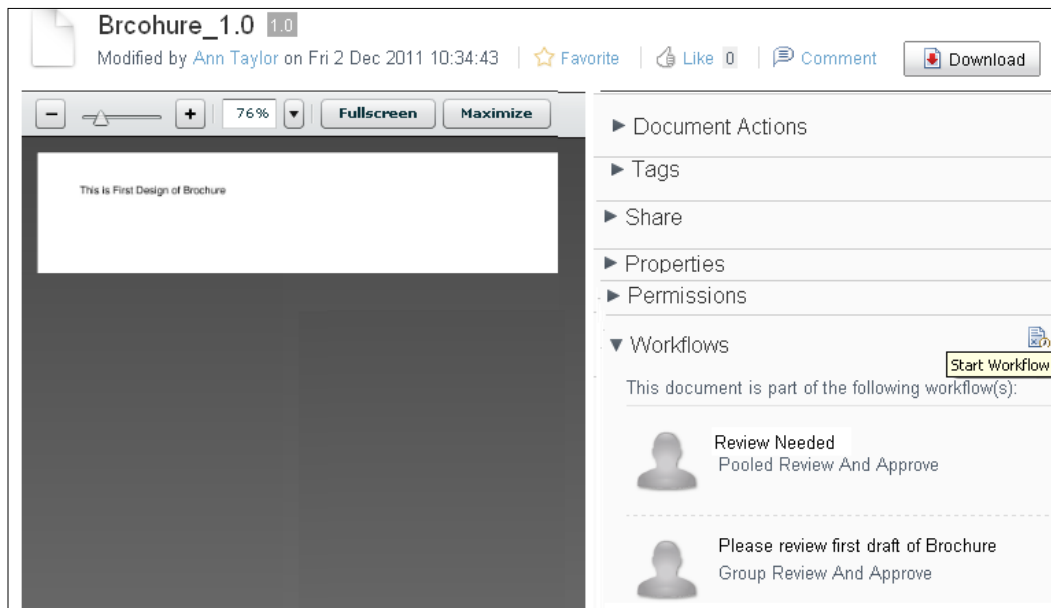 Brcohure_1.0 1.0
Modified by Ann Taylor on Fri 2 Dec 2011 10:34:43 Favorite Like 0 Comment Download
76% Fullscreen Maximize
This is First Design of Brochure
Document Actions
Tags
Share
Properties
Permissions
Workflows
Start Workflow
This document is part of the following workflow(s):
Review Needed
Pooled Review And Approve
Please review first draft of Brochure
Group Review And Approve